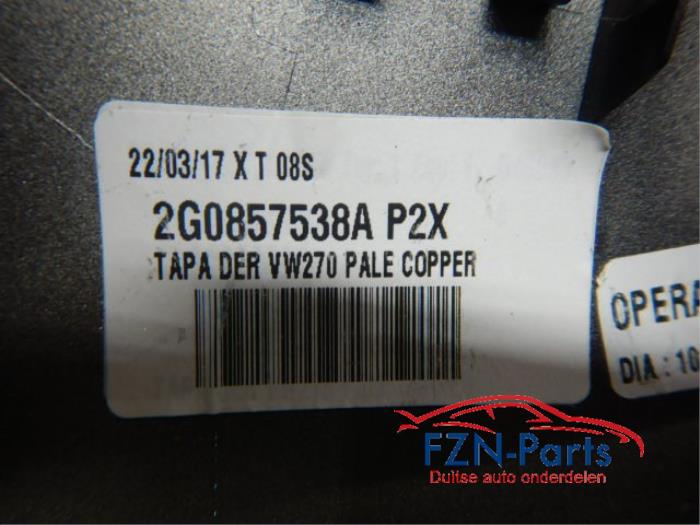 22/03/17 X T 08S
2G0857538A P2X
TAPA DER VW270 PALE COPPER
OPERA
DIA : 10
FZN-Parts
Duitse auto onderdelen